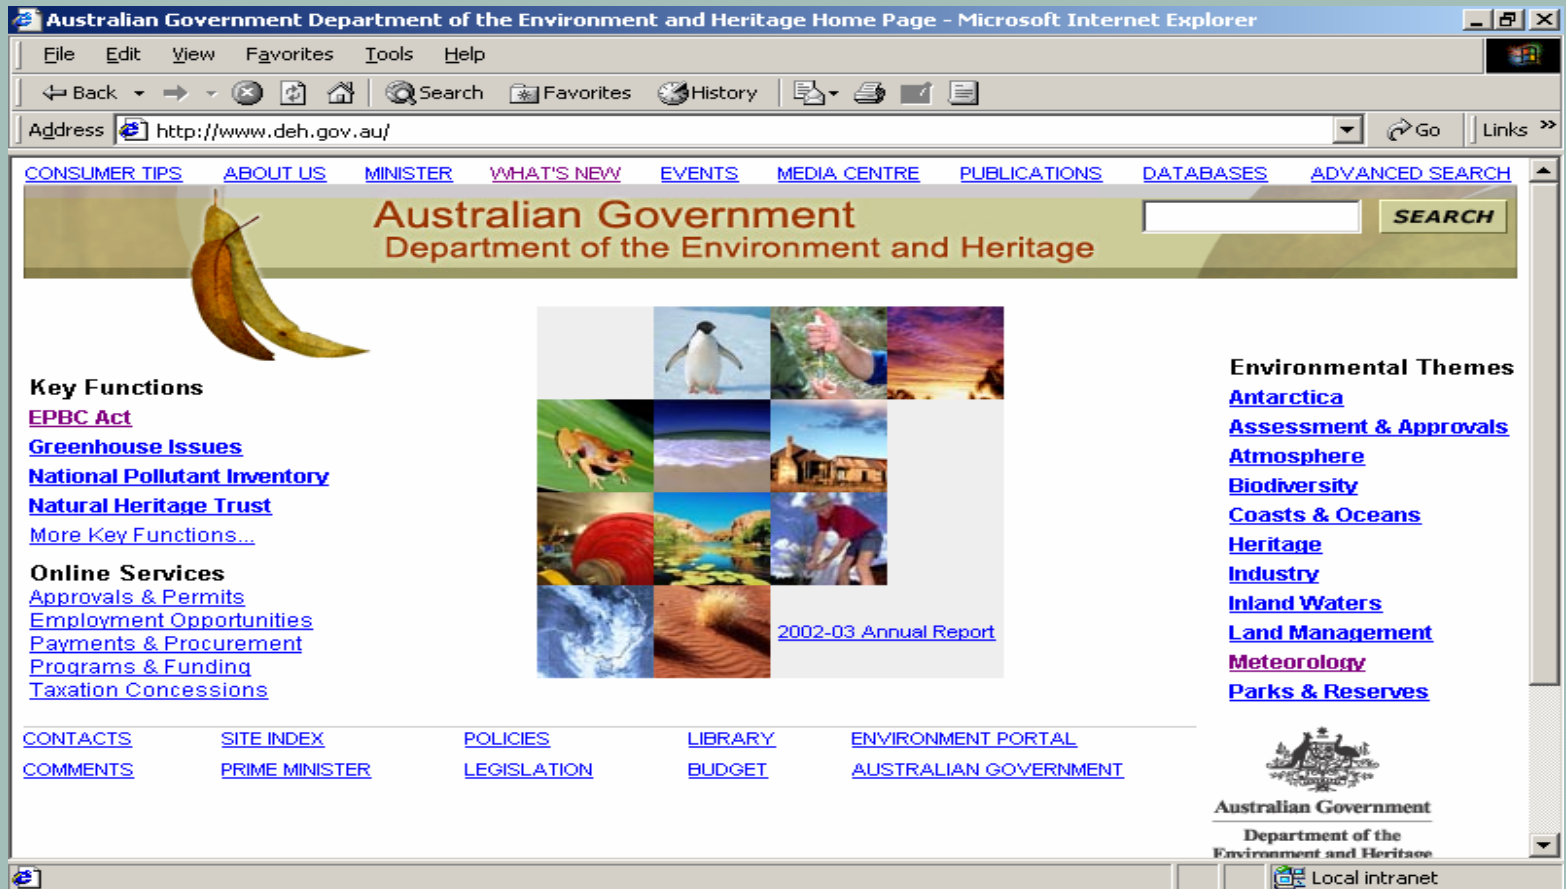 Australian Government Department of the Environment and Heritage Home Page - Microsoft Internet Explorer
File Edit View Favorites Tools Help
Back Search Favorites History
Address http://www.deh.gov.au/ Go Links »
CONSUMER TIPS ABOUT US MINISTER WHAT'S NEW EVENTS MEDIA CENTRE PUBLICATIONS DATABASES ADVANCED SEARCH
Australian Government
Department of the Environment and Heritage
SEARCH
Key Functions
EPBC Act
Greenhouse Issues
National Pollutant Inventory
Natural Heritage Trust
More Key Functions...
Online Services
Approvals & Permits
Employment Opportunities
Payments & Procurement
Programs & Funding
Taxation Concessions
2002-03 Annual Report
Environmental Themes
Antarctica
Assessment & Approvals
Atmosphere
Biodiversity
Coasts & Oceans
Heritage
Industry
Inland Waters
Land Management
Meteorology
Parks & Reserves
CONTACTS SITE INDEX POLICIES LIBRARY ENVIRONMENT PORTAL
COMMENTS PRIME MINISTER LEGISLATION BUDGET AUSTRALIAN GOVERNMENT
Australian Government
Department of the
Environment and Heritage
Local intranet